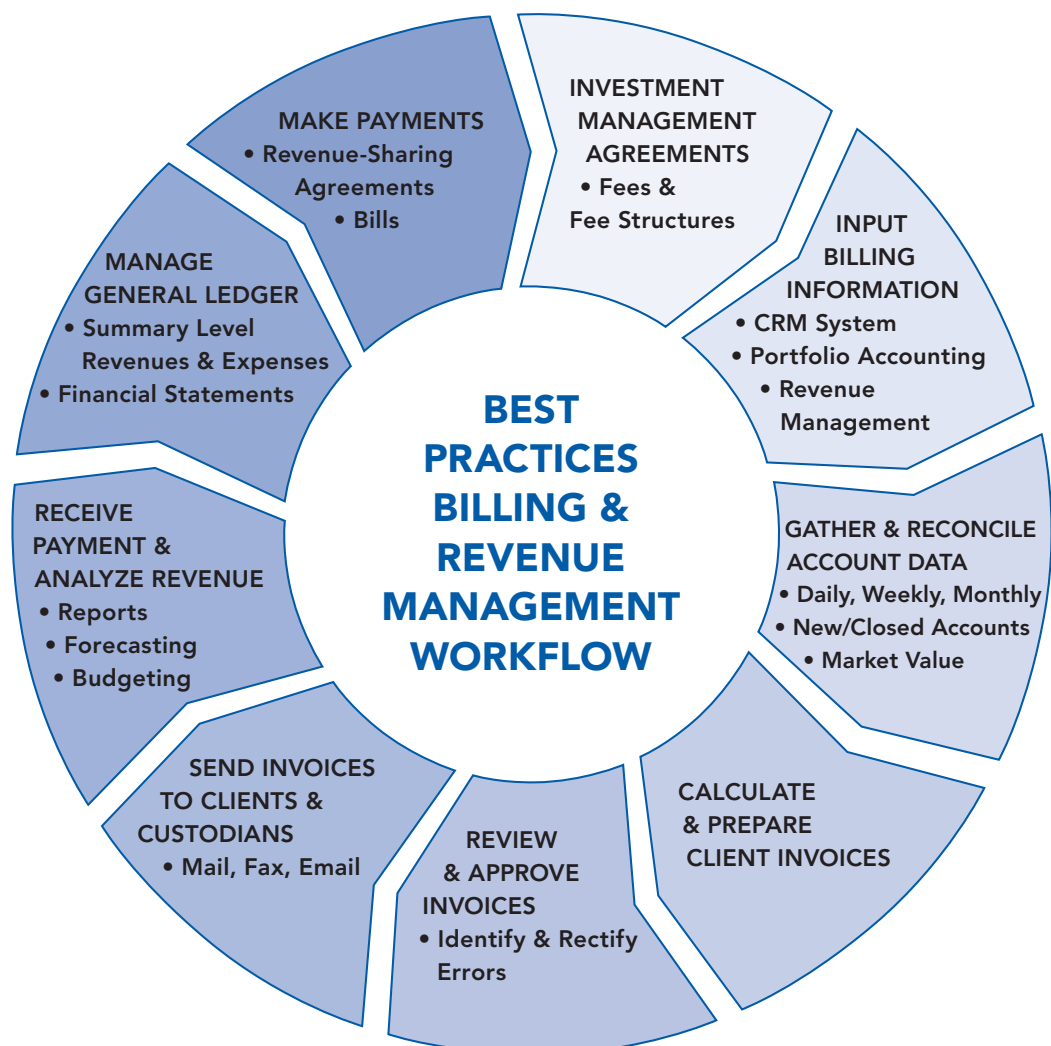 BEST
PRACTICES
BILLING &
REVENUE
MANAGEMENT
WORKFLOW
INVESTMENT
MANAGEMENT
AGREEMENTS
• Fees &
Fee Structures
INPUT
BILLING
INFORMATION
• CRM System
• Portfolio Accounting
• Revenue
Management
GATHER & RECONCILE
ACCOUNT DATA
• Daily, Weekly, Monthly
• New/Closed Accounts
• Market Value
CALCULATE
& PREPARE
CLIENT INVOICES
REVIEW
& APPROVE
INVOICES
• Identify & Rectify
Errors
SEND INVOICES
TO CLIENTS &
CUSTODIANS
• Mail, Fax, Email
RECEIVE
PAYMENT &
ANALYZE REVENUE
• Reports
• Forecasting
• Budgeting
MANAGE
GENERAL LEDGER
• Summary Level
Revenues & Expenses
• Financial Statements
MAKE PAYMENTS
• Revenue-Sharing
Agreements
• Bills